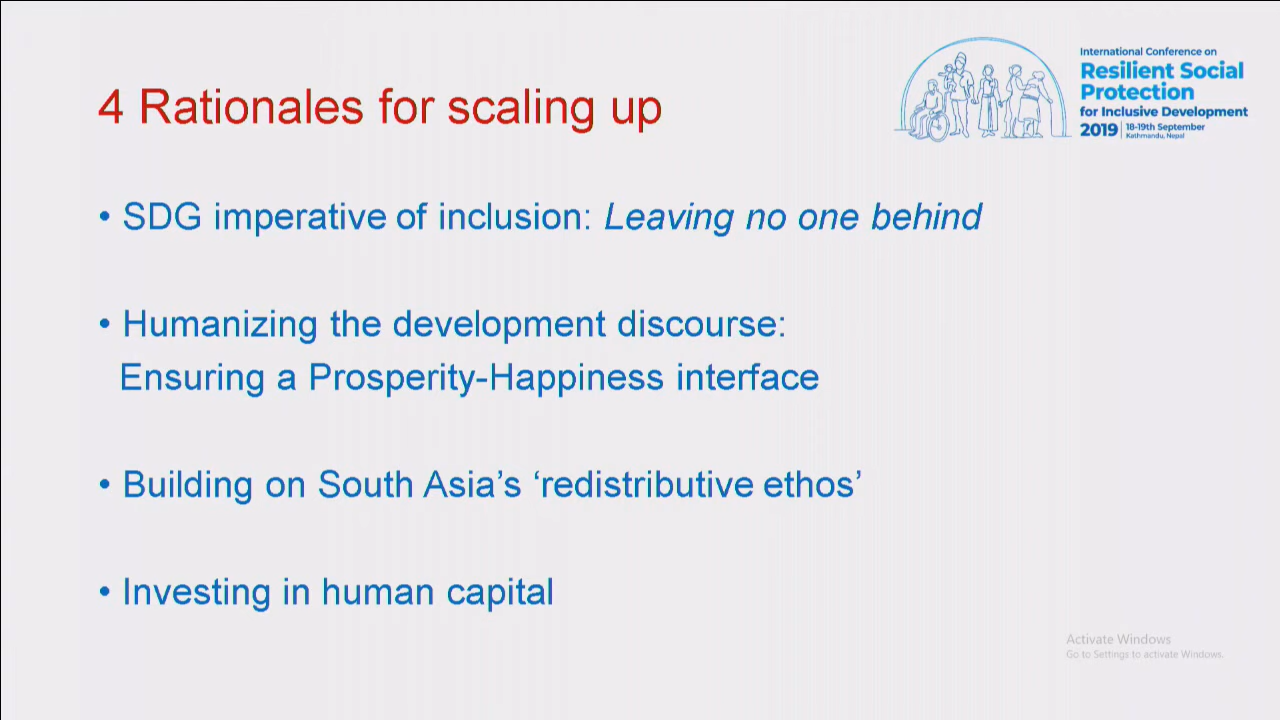 4 Rationales for scaling up
International Conference on
Resilient Social
Protection
for Inclusive Development
2019 | 18-19th September
Kathmandu, Nepal
• SDG imperative of inclusion: Leaving no one behind
• Humanizing the development discourse:
Ensuring a Prosperity-Happiness interface
• Building on South Asia’s ‘redistributive ethos’
• Investing in human capital
Activate Windows
Go to Settings to activate Windows.